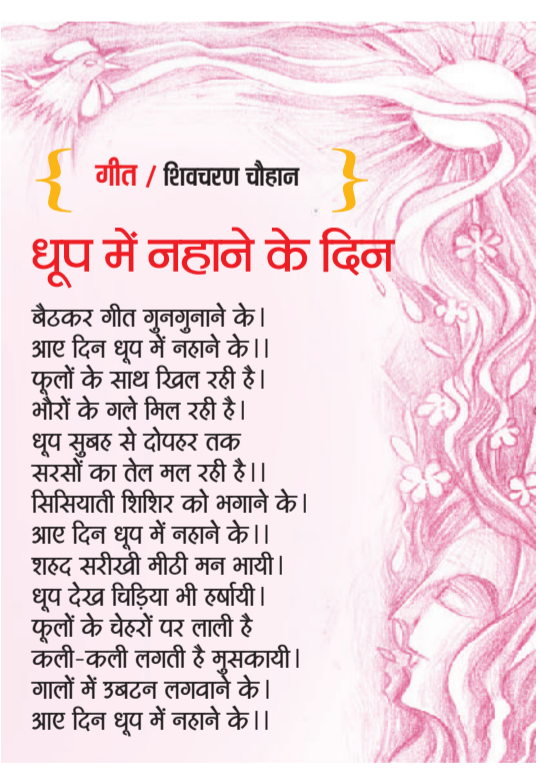 { गीत / शिवचरण चौहान }
धूप में नहाने के दिन
बैठकर गीत गुनगुनाने के।
आए दिन धूप में नहाने के।।
फूलों के साथ खिल रही है।
भौरों के गले मिल रही है।
धूप सुबह से दोपहर तक
सरसों का तेल मल रही है।।
सिसियाती शिशिर को भगाने के।
आए दिन धूप में नहाने के।।
शहद सरीखी मीठी मन भायी।
धूप देख चिड़िया भी हर्षायी।
फूलों के चेहरों पर लाली है
कली-कली लगती है मुसकायी।
गालों में उबटन लगवाने के।
आए दिन धूप में नहाने के।।